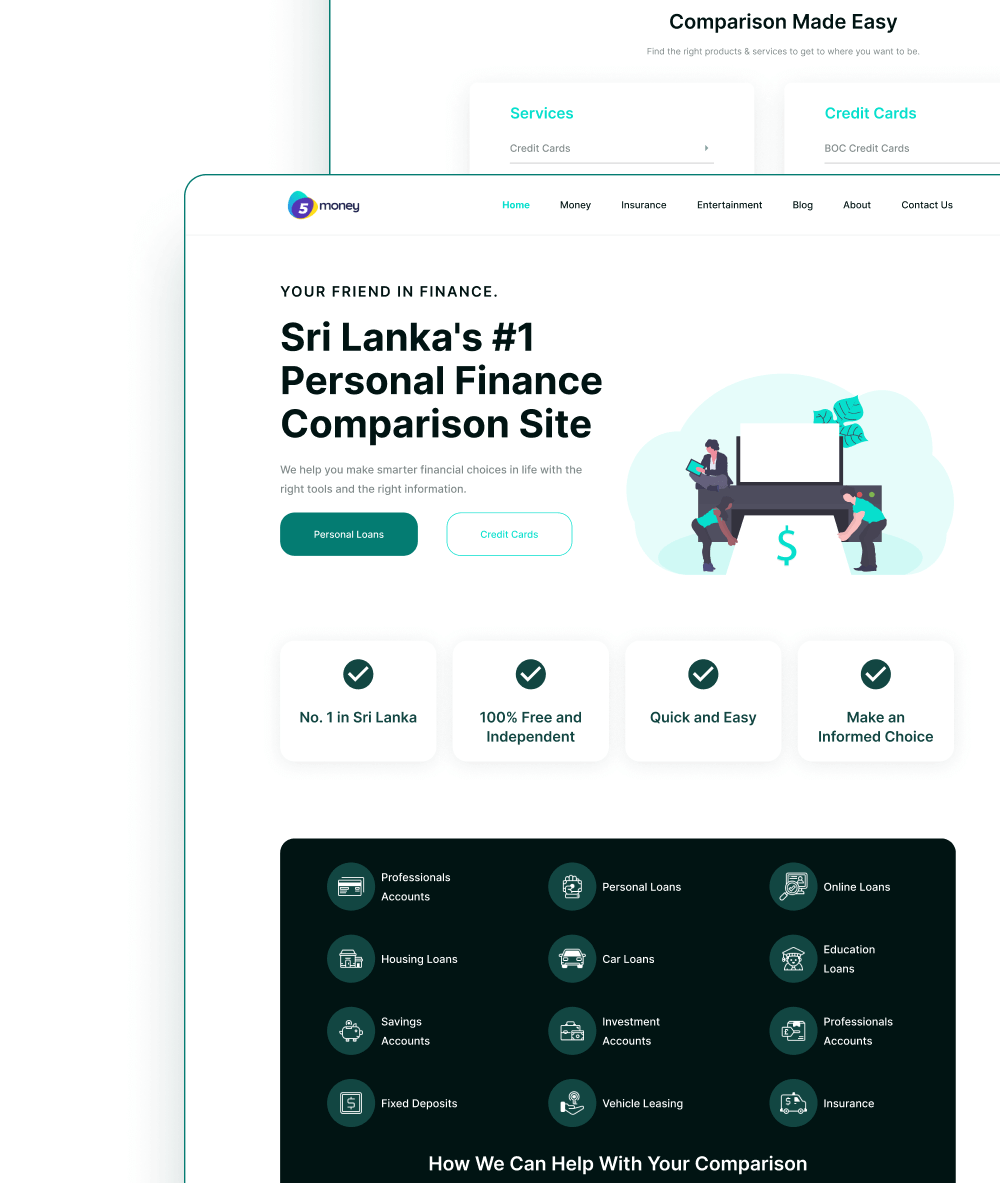 Comparison Made Easy
Find the right products & services to get to where you want to be.
Services
Credit Cards
Credit Cards
BOC Credit Cards
5 money
Home Money Insurance Entertainment Blog About Contact Us
YOUR FRIEND IN FINANCE.
Sri Lanka's #1
Personal Finance
Comparison Site
We help you make smarter financial choices in life with the
right tools and the right information.
Personal Loans
Credit Cards
$
No. 1 in Sri Lanka
100% Free and
Independent
Quick and Easy
Make an
Informed Choice
Professionals
Accounts
Personal Loans
Online Loans
Housing Loans
Car Loans
Education
Loans
Savings
Accounts
Investment
Accounts
Professionals
Accounts
Fixed Deposits
Vehicle Leasing
Insurance
How We Can Help With Your Comparison